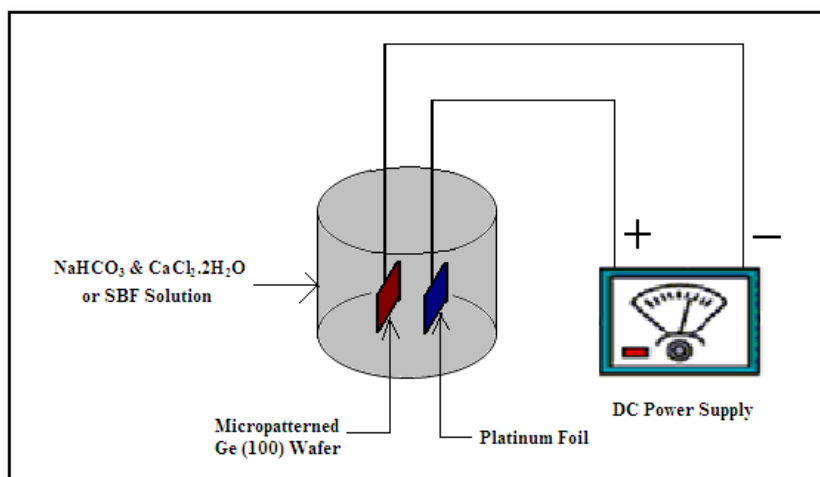 + −
NaHCO₃ & CaCl₂.2H₂O
or SBF Solution
DC Power Supply
Micropatterned
Ge (100) Wafer
Platinum Foil